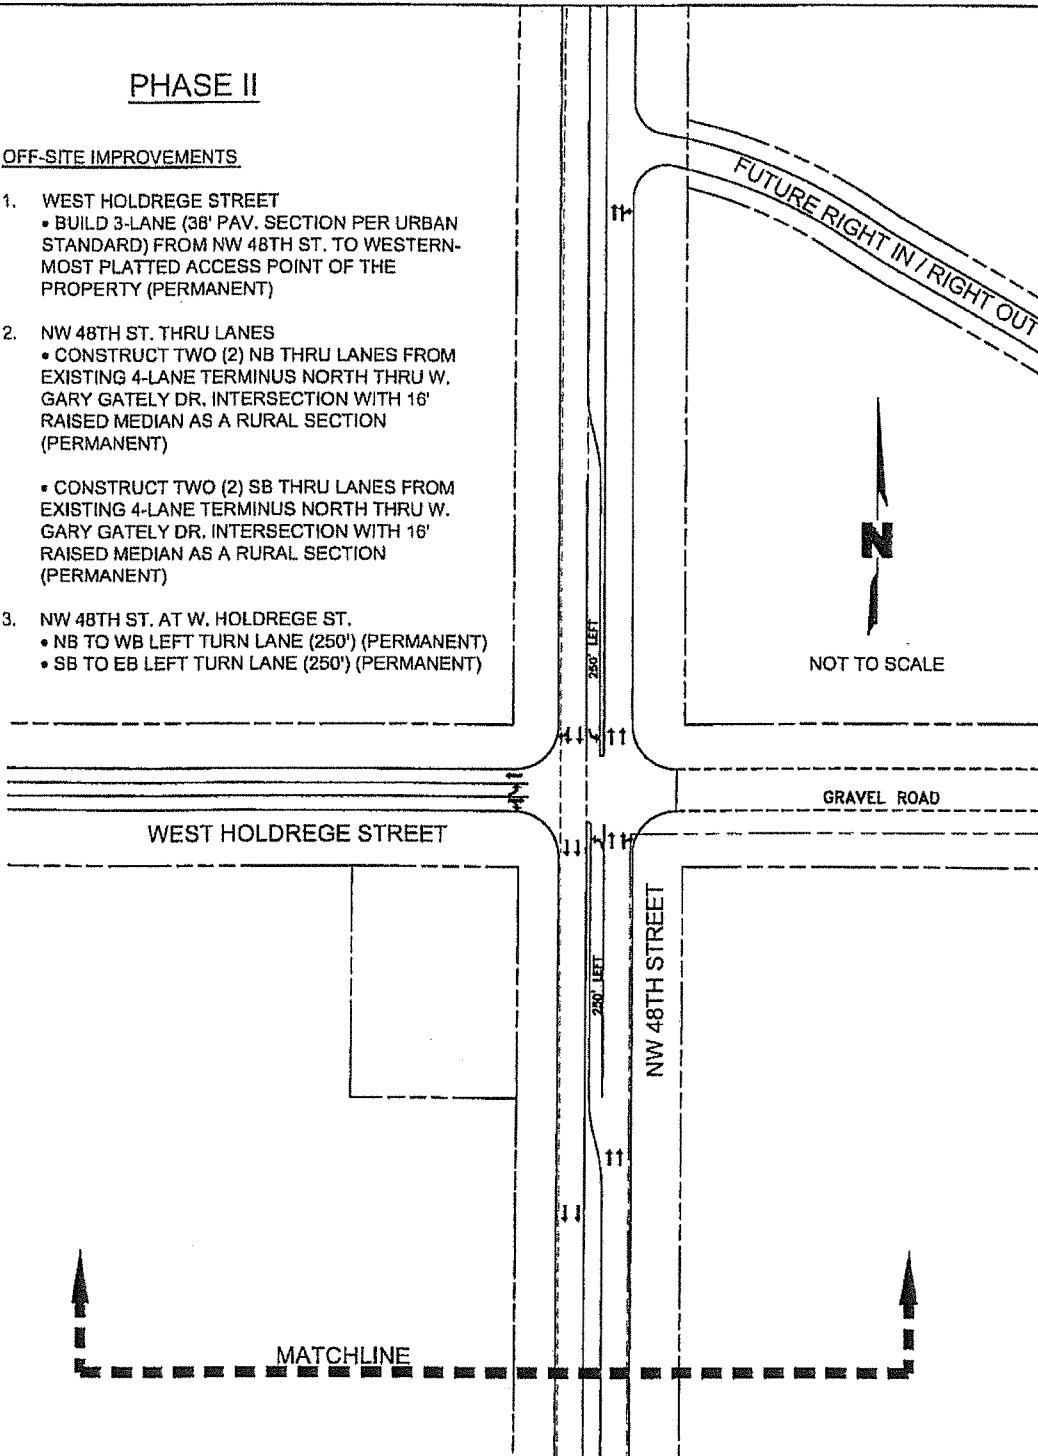 PHASE II
OFF-SITE IMPROVEMENTS
1. WEST HOLDREGE STREET
• BUILD 3-LANE (38' PAV. SECTION PER URBAN
STANDARD) FROM NW 48TH ST. TO WESTERN-
MOST PLATTED ACCESS POINT OF THE
PROPERTY (PERMANENT)
2. NW 48TH ST. THRU LANES
• CONSTRUCT TWO (2) NB THRU LANES FROM
EXISTING 4-LANE TERMINUS NORTH THRU W.
GARY GATELY DR. INTERSECTION WITH 16'
RAISED MEDIAN AS A RURAL SECTION
(PERMANENT)
• CONSTRUCT TWO (2) SB THRU LANES FROM
EXISTING 4-LANE TERMINUS NORTH THRU W.
GARY GATELY DR. INTERSECTION WITH 16'
RAISED MEDIAN AS A RURAL SECTION
(PERMANENT)
3. NW 48TH ST. AT W. HOLDREGE ST.
• NB TO WB LEFT TURN LANE (250') (PERMANENT)
• SB TO EB LEFT TURN LANE (250') (PERMANENT)
FUTURE RIGHT IN / RIGHT OUT
N
NOT TO SCALE
250' LEFT
GRAVEL ROAD
WEST HOLDREGE STREET
NW 48TH STREET
250' LEFT
MATCHLINE